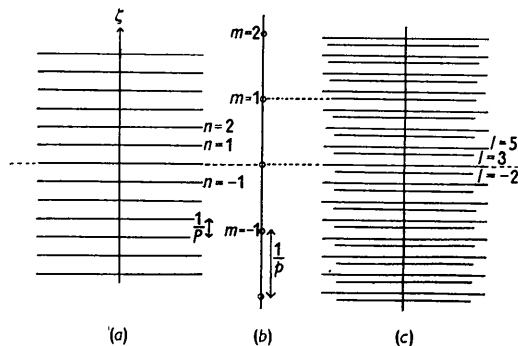 ζ
n=2
n=1
n=-1
1/P
(a)
m=2
m=1
m=-1
1/p
(b)
l=5
l=3
l=-2
(c)